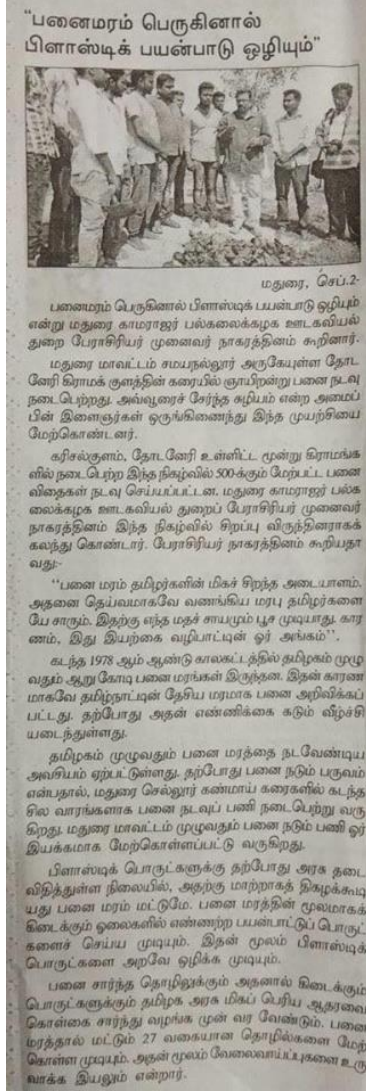 “பனைமரம் பெருகினால்
பிளாஸ்டிக் பயன்பாடு ஒழியும்”
மதுரை, செப்.2-
பனைமரம் பெருகினால் பிளாஸ்டிக் பயன்பாடு ஒழியும்
என்று மதுரை காமராஜர் பல்கலைக்கழக ஊடகவியல்
துறை பேராசிரியர் முனைவர் நாகரத்தினம் கூறினார்.
மதுரை மாவட்டம் சமயநல்லூர் அருகேயுள்ள தோட
னேரி கிராமக் குளத்தின் கரையில் ஞாயிறன்று பனை நடவு
நடைபெற்றது. அவ்வூரைச் சேர்ந்த சுழியம் என்ற அமைப்
பின் இளைஞர்கள் ஒருங்கிணைந்து இந்த முயற்சியை
மேற்கொண்டனர்.
கரிசல்குளம், தோடனேரி உள்ளிட்ட மூன்று கிராமங்க
ளில் நடைபெற்ற இந்த நிகழ்வில் 500-க்கும் மேற்பட்ட பனை
விதைகள் நடவு செய்யப்பட்டன. மதுரை காமராஜர் பல்க
லைக்கழக ஊடகவியல் துறைப் பேராசிரியர் முனைவர்
நாகரத்தினம் இந்த நிகழ்வில் சிறப்பு விருந்தினராகக்
கலந்து கொண்டார். பேராசிரியர் நாகரத்தினம் கூறியதா
வது:-
‘‘பனை மரம் தமிழர்களின் மிகச் சிறந்த அடையாளம்.
அதனை தெய்வமாகவே வணங்கிய மரபு தமிழர்களை
யே சாரும். இதற்கு எந்த மதச் சாயமும் பூச முடியாது. கார
ணம், இது இயற்கை வழிபாட்டின் ஓர் அங்கம்’’.
கடந்த 1978 ஆம் ஆண்டு காலகட்டத்தில் தமிழகம் முழு
வதும் ஆறு கோடி பனை மரங்கள் இருந்தன. இதன் காரண
மாகவே தமிழ்நாட்டின் தேசிய மரமாக பனை அறிவிக்கப்
பட்டது. தற்போது அதன் எண்ணிக்கை கடும் வீழ்ச்சி
யடைந்துள்ளது.
தமிழகம் முழுவதும் பனை மரத்தை நடவேண்டிய
அவசியம் ஏற்பட்டுள்ளது. தற்போது பனை நடும் பருவம்
என்பதால், மதுரை செல்லூர் கண்மாய் கரைகளில் கடந்த
சில வாரங்களாக பனை நடவுப் பணி நடைபெற்று வரு
கிறது. மதுரை மாவட்டம் முழுவதும் பனை நடும் பணி ஓர்
இயக்கமாக மேற்கொள்ளப்பட்டு வருகிறது.
பிளாஸ்டிக் பொருட்களுக்கு தற்போது அரசு தடை
விதித்துள்ள நிலையில், அதற்கு மாற்றாகத் திகழக்கூடி
யது பனை மரம் மட்டுமே. பனை மரத்தின் மூலமாகக்
கிடைக்கும் ஓலைகளில் எண்ணற்ற பயன்பாட்டுப் பொருட்
களைச் செய்ய முடியும். இதன் மூலம் பிளாஸ்டிக்
பொருட்களை அறவே ஒழிக்க முடியும்.
பனை சார்ந்த தொழிலுக்கும் அதனால் கிடைக்கும்
பொருட்களுக்கும் தமிழக அரசு மிகப் பெரிய ஆதரவை
கொள்கை சார்ந்து வழங்க முன் வர வேண்டும். பனை
மரத்தால் மட்டும் 27 வகையான தொழில்களை மேற்
கொள்ள முடியும். அதன் மூலம் வேலைவாய்ப்புகளை உரு
வாக்க இயலும் என்றார்.